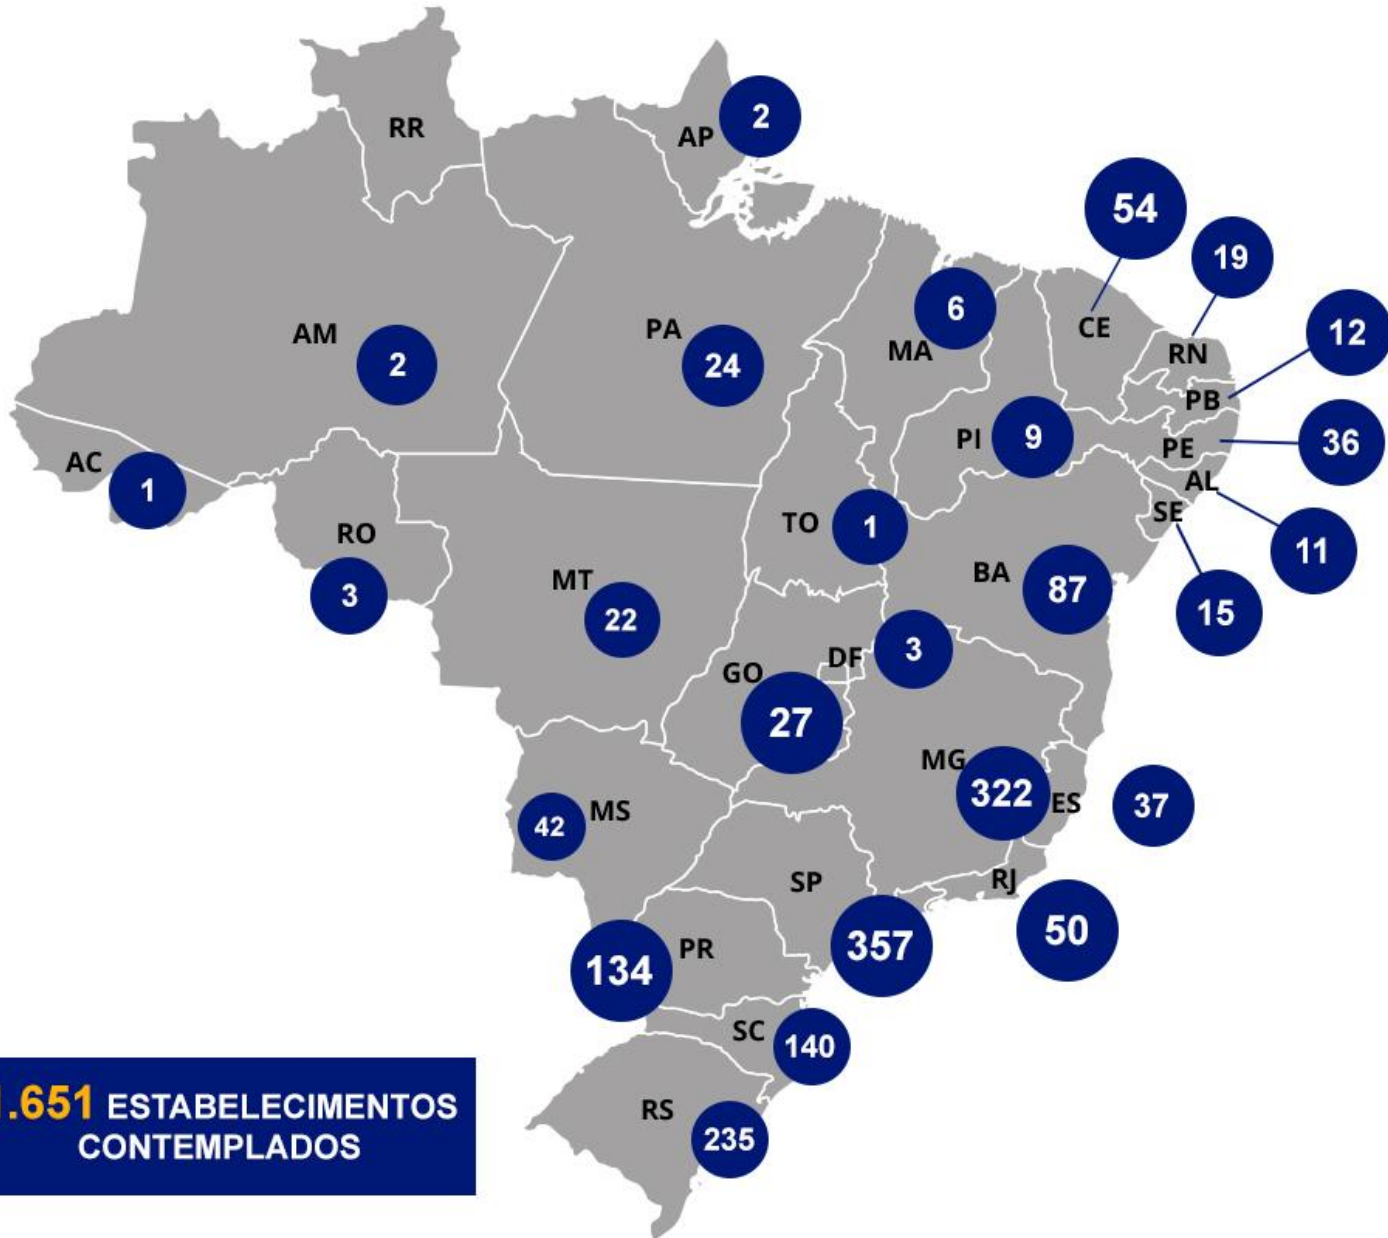 RR
AP
2
54
19
AM
2
PA
24
MA
6
CE
RN
12
PB
AC
1
PI
9
PE
36
AL
RO
3
TO
1
SE
11
MT
22
BA
87
15
GO
27
DF
3
MG
322
ES
37
42
MS
SP
357
RJ
50
134
PR
SC
140
RS
235
.651 ESTABELECIMENTOS
CONTEMPLADOS